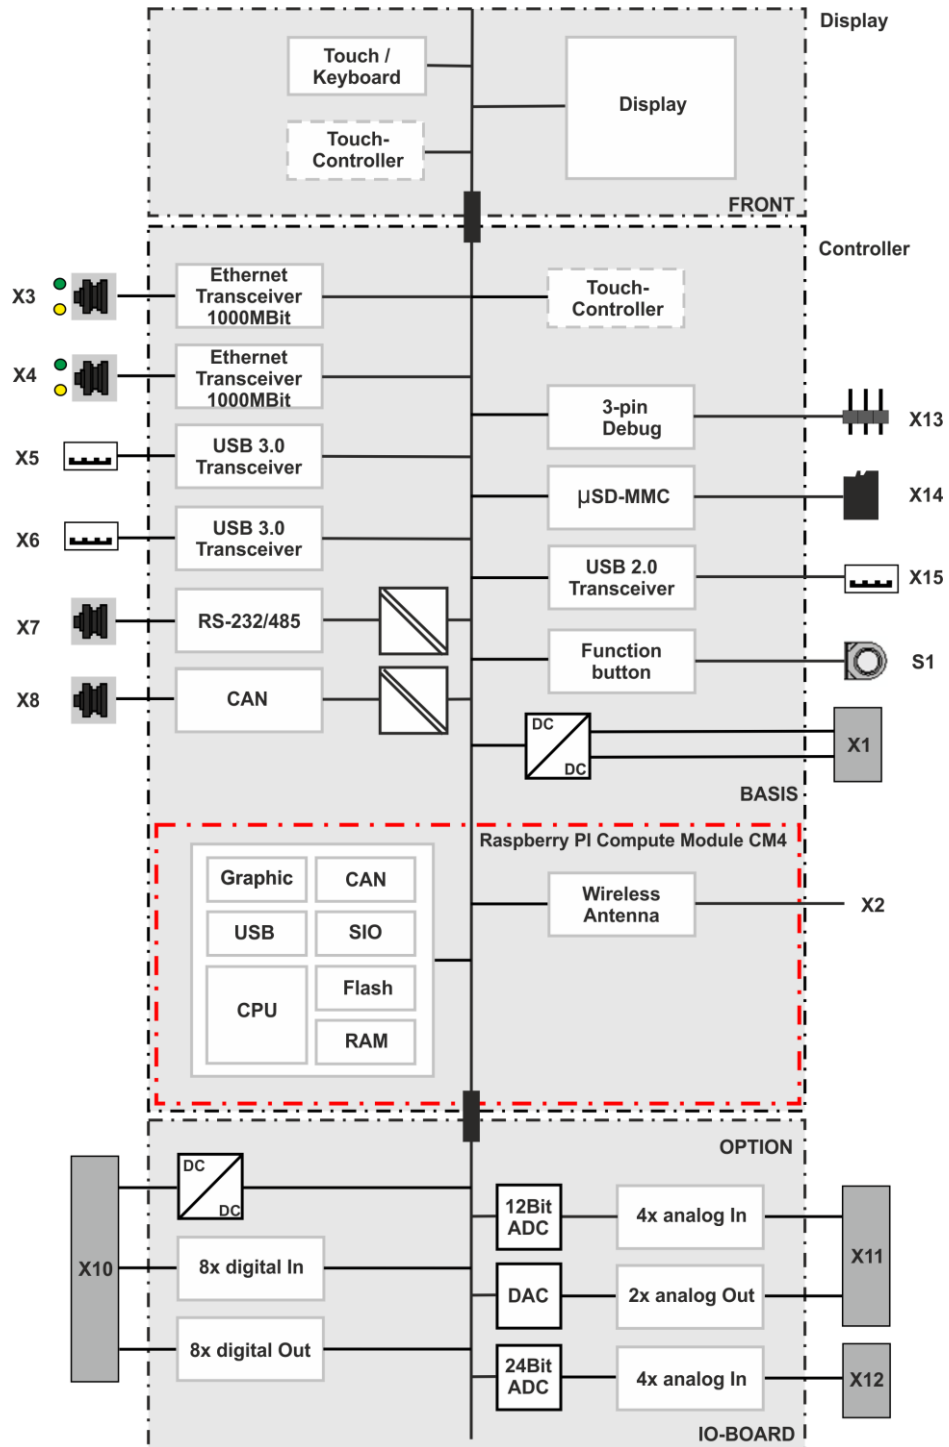 Display
Touch /
Keyboard
Display
Touch-
Controller
FRONT
Controller
X3
Ethernet
Transceiver
1000MBit
Touch-
Controller
X4
Ethernet
Transceiver
1000MBit
3-pin
Debug
X13
X5
USB 3.0
Transceiver
µSD-MMC
X14
X6
USB 3.0
Transceiver
USB 2.0
Transceiver
X15
X7
RS-232/485
Function
button
S1
X8
CAN
DC
DC
X1
BASIS
Raspberry PI Compute Module CM4
Graphic
CAN
Wireless
Antenna
X2
USB
SIO
CPU
Flash
RAM
OPTION
DC
DC
12Bit
ADC
4x analog In
X10
8x digital In
X11
DAC
2x analog Out
8x digital Out
24Bit
ADC
4x analog In
X12
IO-BOARD